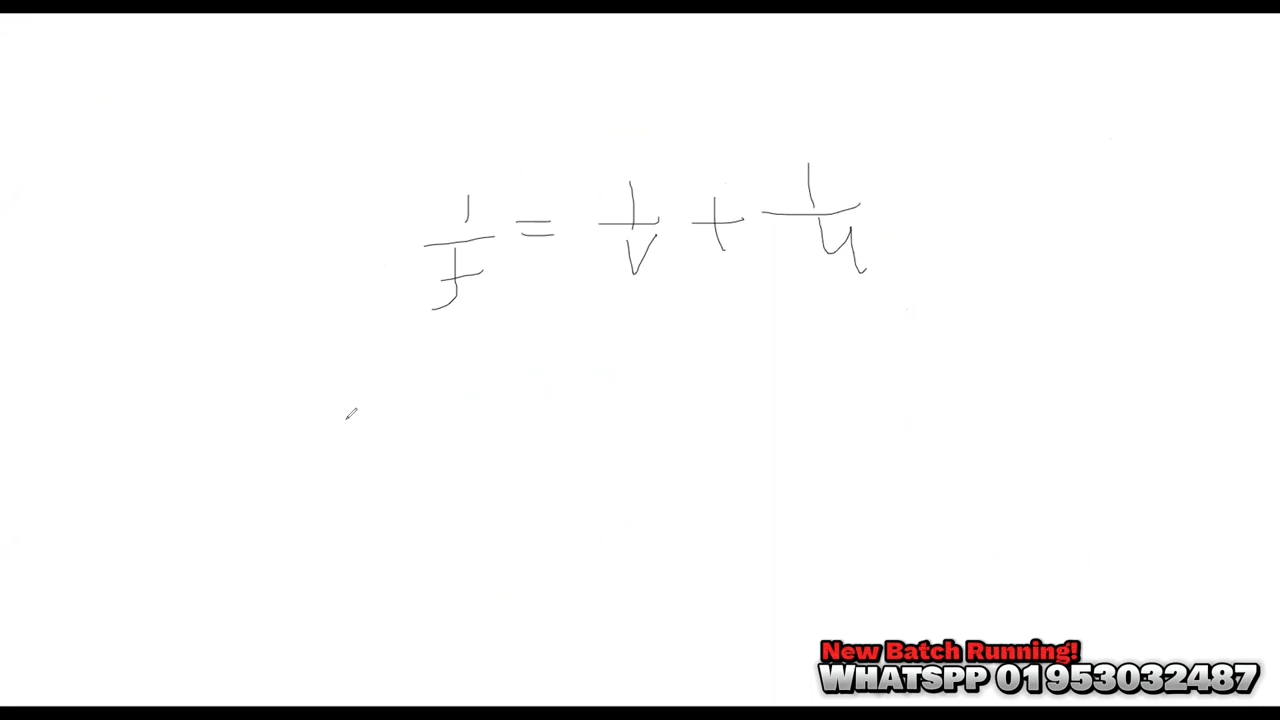 1/f = 1/v + 1/u
New Batch Running!
WHATSPP 01953032487